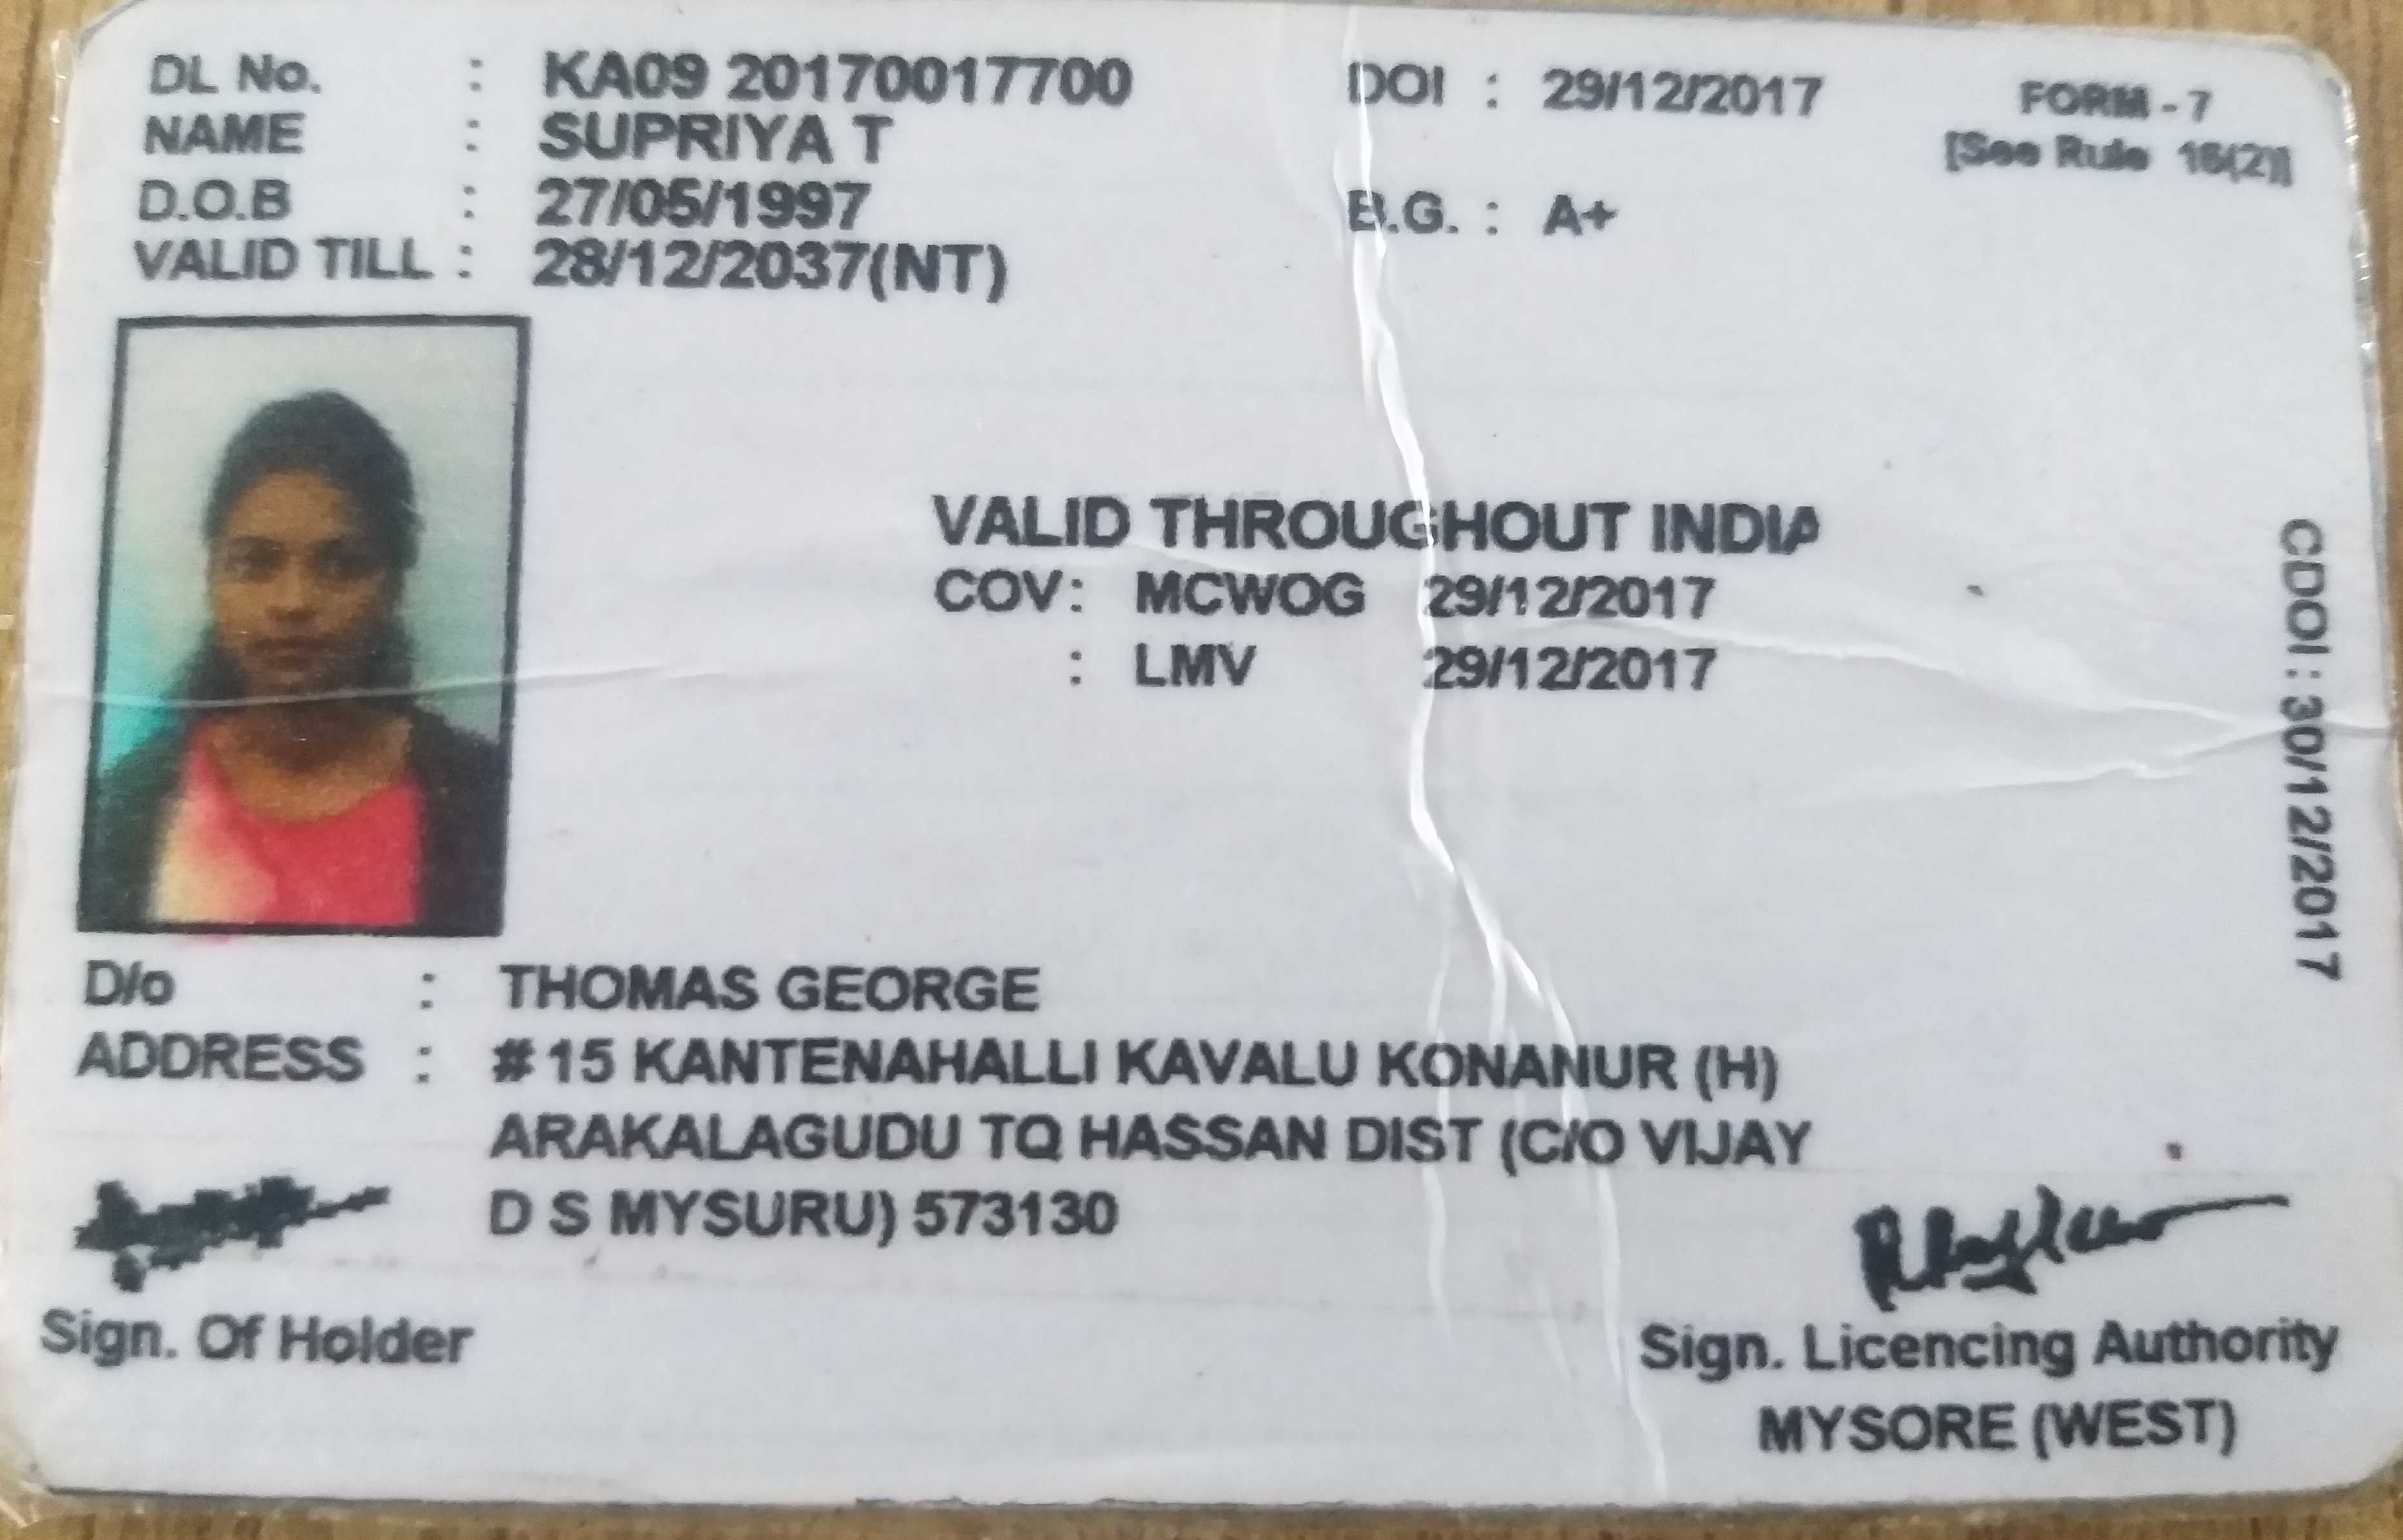 DL No. : KA09 20170017700 DOI : 29/12/2017 FORM - 7
NAME : SUPRIYA T [See Rule 16(2)]
D.O.B : 27/05/1997 B.G. : A+
VALID TILL : 28/12/2037(NT)
VALID THROUGHOUT INDIA
COV: MCWOG 29/12/2017
: LMV 29/12/2017
CDOI : 30/12/2017
D/o : THOMAS GEORGE
ADDRESS : # 15 KANTENAHALLI KAVALU KONANUR (H)
ARAKALAGUDU TQ HASSAN DIST (C/O VIJAY
D S MYSURU) 573130
Sign. Of Holder
Sign. Licencing Authority
MYSORE (WEST)